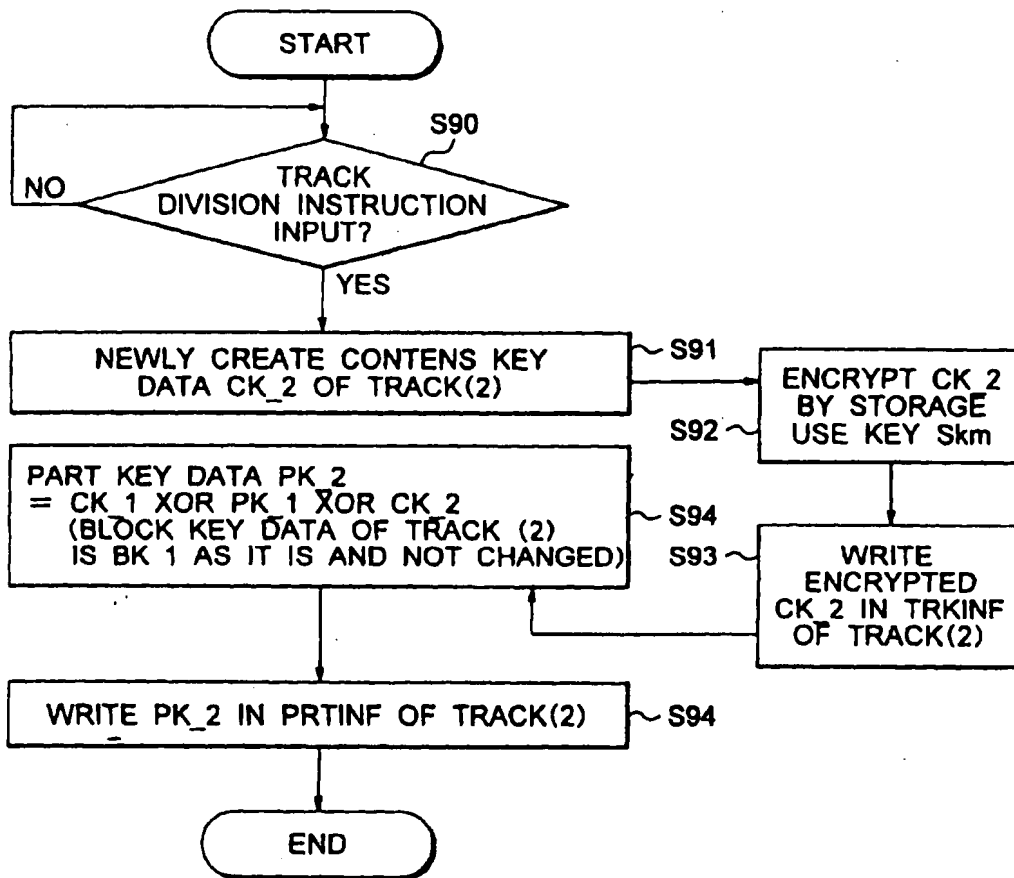 START
S90
TRACK
DIVISION INSTRUCTION
INPUT?
NO
YES
NEWLY CREATE CONTENS KEY
DATA CK_2 OF TRACK(2)
S91
ENCRYPT CK_2
BY STORAGE
USE KEY Skm
S92
WRITE
ENCRYPTED
CK_2 IN TRKINF
OF TRACK(2)
S93
PART KEY DATA PK_2
= CK_1 XOR PK_1 XOR CK_2
(BLOCK KEY DATA OF TRACK (2)
IS BK 1 AS IT IS AND NOT CHANGED)
S94
WRITE PK_2 IN PRTINF OF TRACK(2)
S94
END